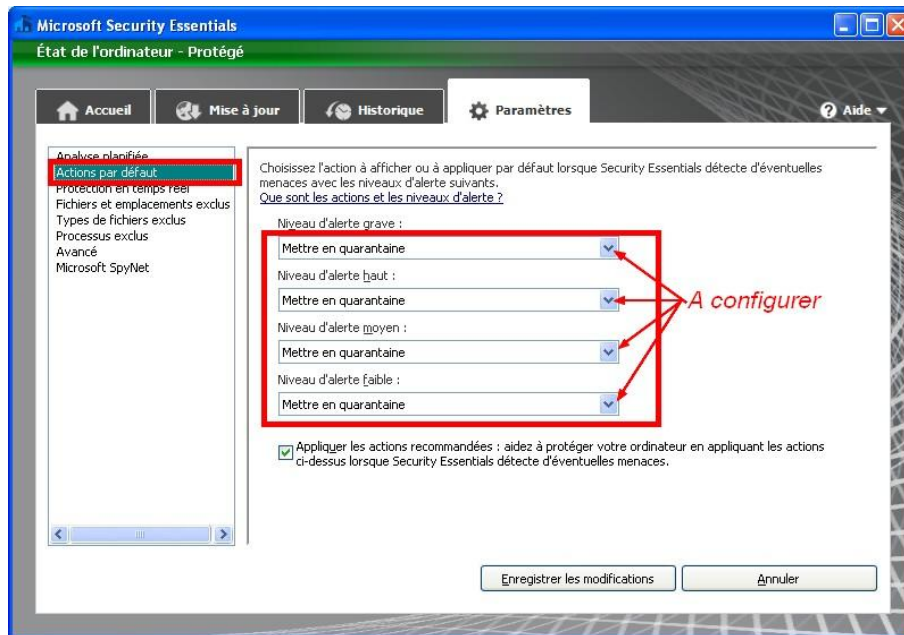 Microsoft Security Essentials
État de l'ordinateur - Protégé
Accueil
Mise à jour
Historique
Paramètres
Aide
Analyse planifiée
Actions par défaut
Protection en temps réel
Fichiers et emplacements exclus
Types de fichiers exclus
Processus exclus
Avancé
Microsoft SpyNet
Choisissez l'action à afficher ou à appliquer par défaut lorsque Security Essentials détecte d'éventuelles
menaces avec les niveaux d'alerte suivants.
Que sont les actions et les niveaux d'alerte ?
Niveau d'alerte grave :
Mettre en quarantaine
Niveau d'alerte haut :
Mettre en quarantaine
A configurer
Niveau d'alerte moyen :
Mettre en quarantaine
Niveau d'alerte faible :
Mettre en quarantaine
Appliquer les actions recommandées : aidez à protéger votre ordinateur en appliquant les actions
ci-dessus lorsque Security Essentials détecte d'éventuelles menaces.
Enregistrer les modifications
Annuler